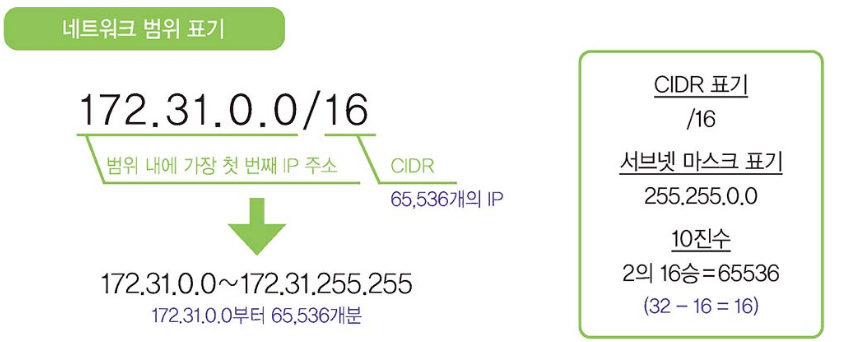 네트워크 범위 표기
172.31.0.0/16
범위 내에 가장 첫 번째 IP 주소
CIDR
65,536개의 IP
172.31.0.0~172.31.255.255
172.31.0.0부터 65,536개분
CIDR 표기
/16
서브넷 마스크 표기
255.255.0.0
10진수
2의 16승=65536
(32 – 16 = 16)